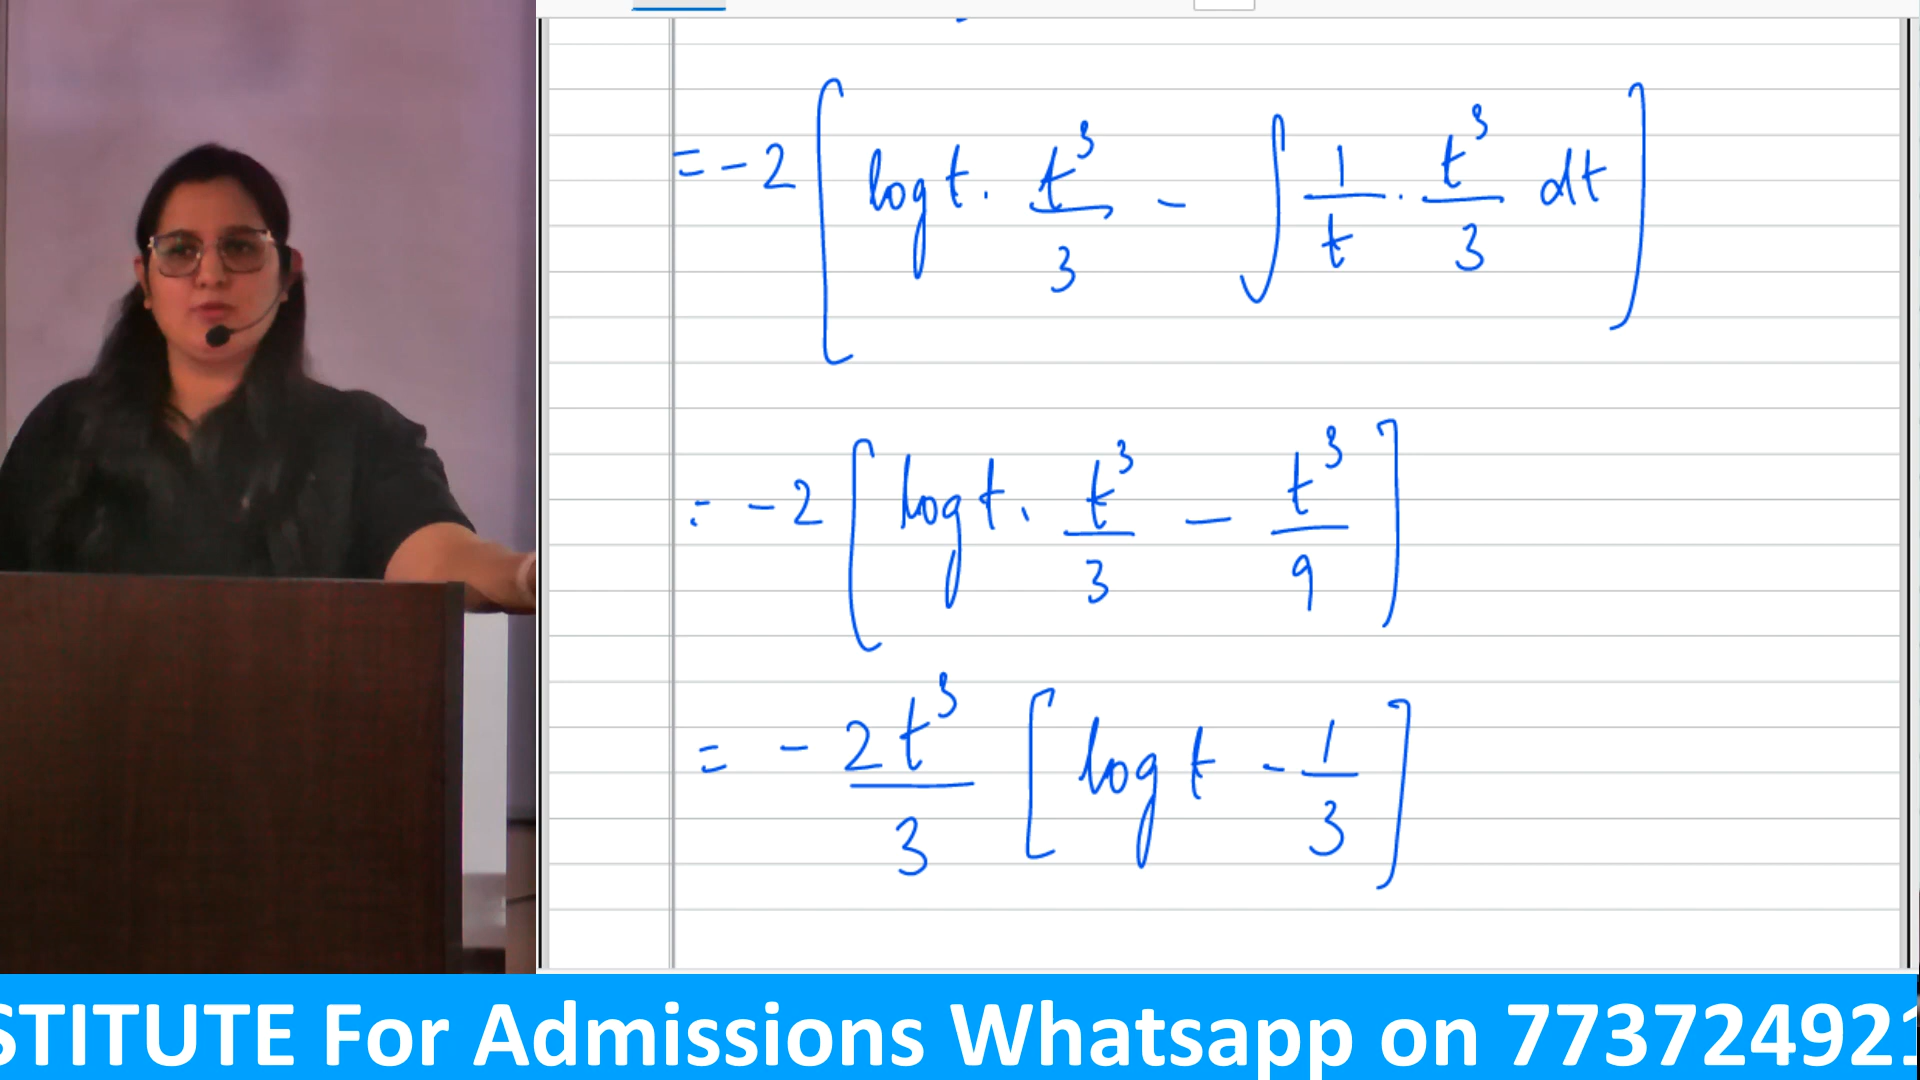 = -2 [ log t · t³/3 - ∫ 1/t · t³/3 dt ]
= -2 [ log t · t³/3 - t³/9 ]
= - 2t³/3 [ log t - 1/3 ]
STITUTE For Admissions Whatsapp on 773724921